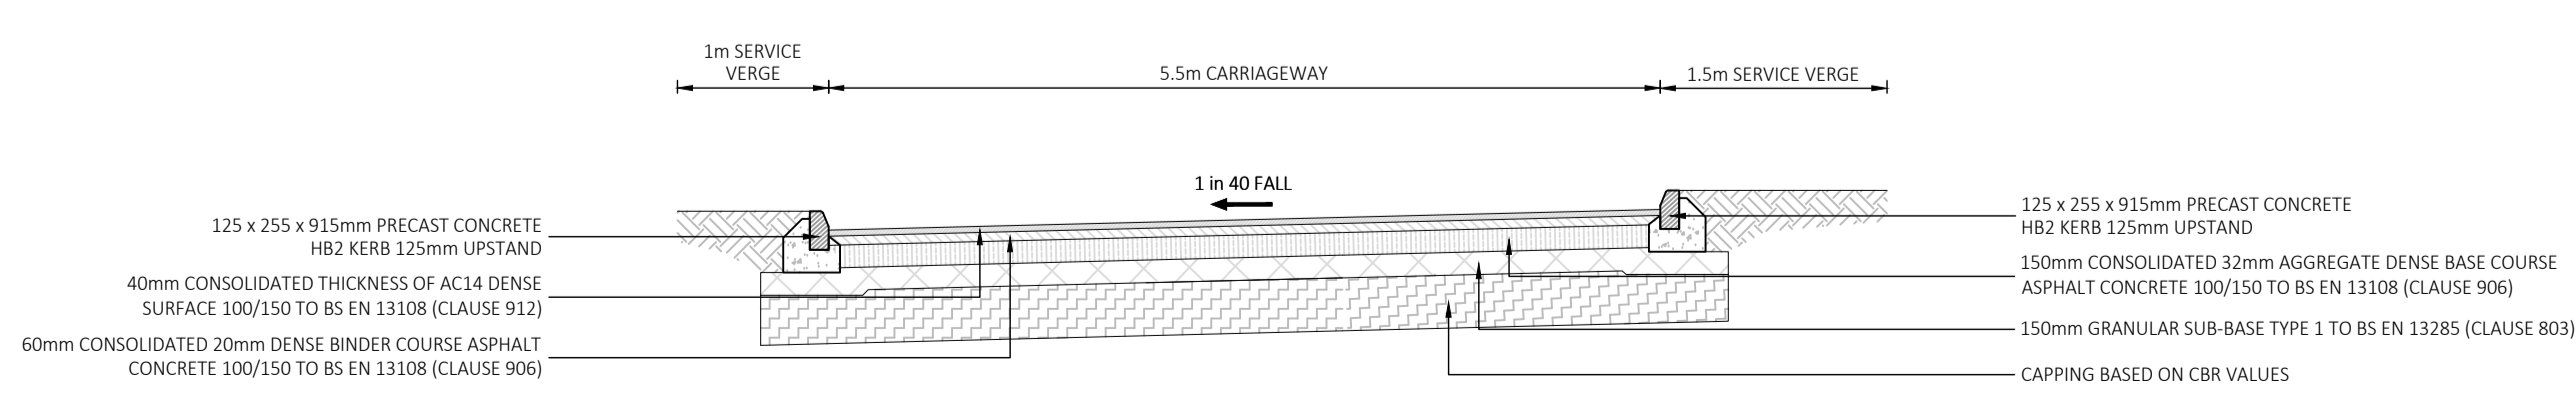 1m SERVICE
VERGE
5.5m CARRIAGEWAY
1.5m SERVICE VERGE
1 in 40 FALL
125 x 255 x 915mm PRECAST CONCRETE
HB2 KERB 125mm UPSTAND
40mm CONSOLIDATED THICKNESS OF AC14 DENSE
SURFACE 100/150 TO BS EN 13108 (CLAUSE 912)
60mm CONSOLIDATED 20mm DENSE BINDER COURSE ASPHALT
CONCRETE 100/150 TO BS EN 13108 (CLAUSE 906)
125 x 255 x 915mm PRECAST CONCRETE
HB2 KERB 125mm UPSTAND
150mm CONSOLIDATED 32mm AGGREGATE DENSE BASE COURSE
ASPHALT CONCRETE 100/150 TO BS EN 13108 (CLAUSE 906)
150mm GRANULAR SUB-BASE TYPE 1 TO BS EN 13285 (CLAUSE 803)
CAPPING BASED ON CBR VALUES